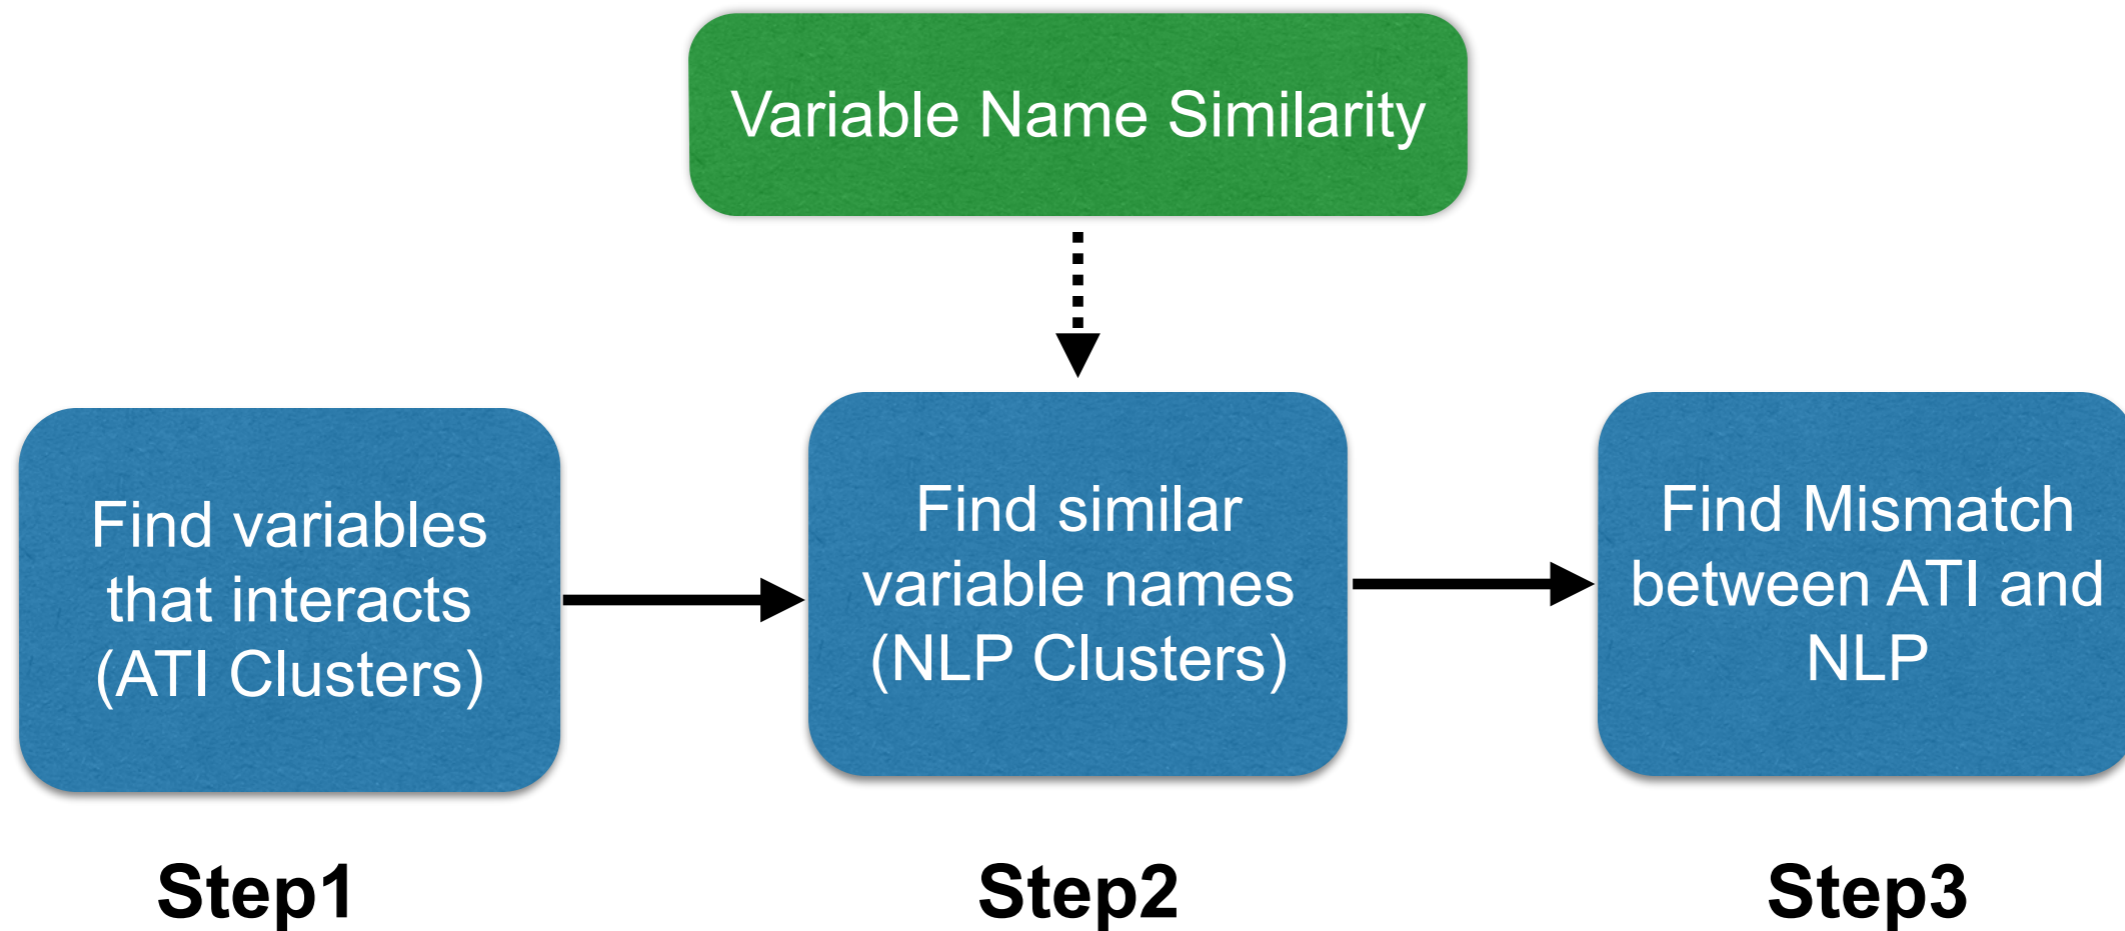 Variable Name Similarity
Find variables
that interacts
(ATI Clusters)
Find similar
variable names
(NLP Clusters)
Find Mismatch
between ATI and
NLP
Step1
Step2
Step3